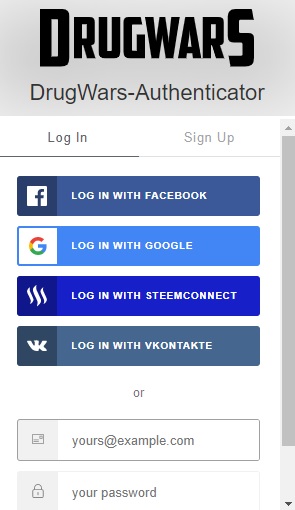 DRUGWARS
DrugWars-Authenticator
Log In
Sign Up
LOG IN WITH FACEBOOK
LOG IN WITH GOOGLE
LOG IN WITH STEEMCONNECT
LOG IN WITH VKONTAKTE
or
yours@example.com
your password